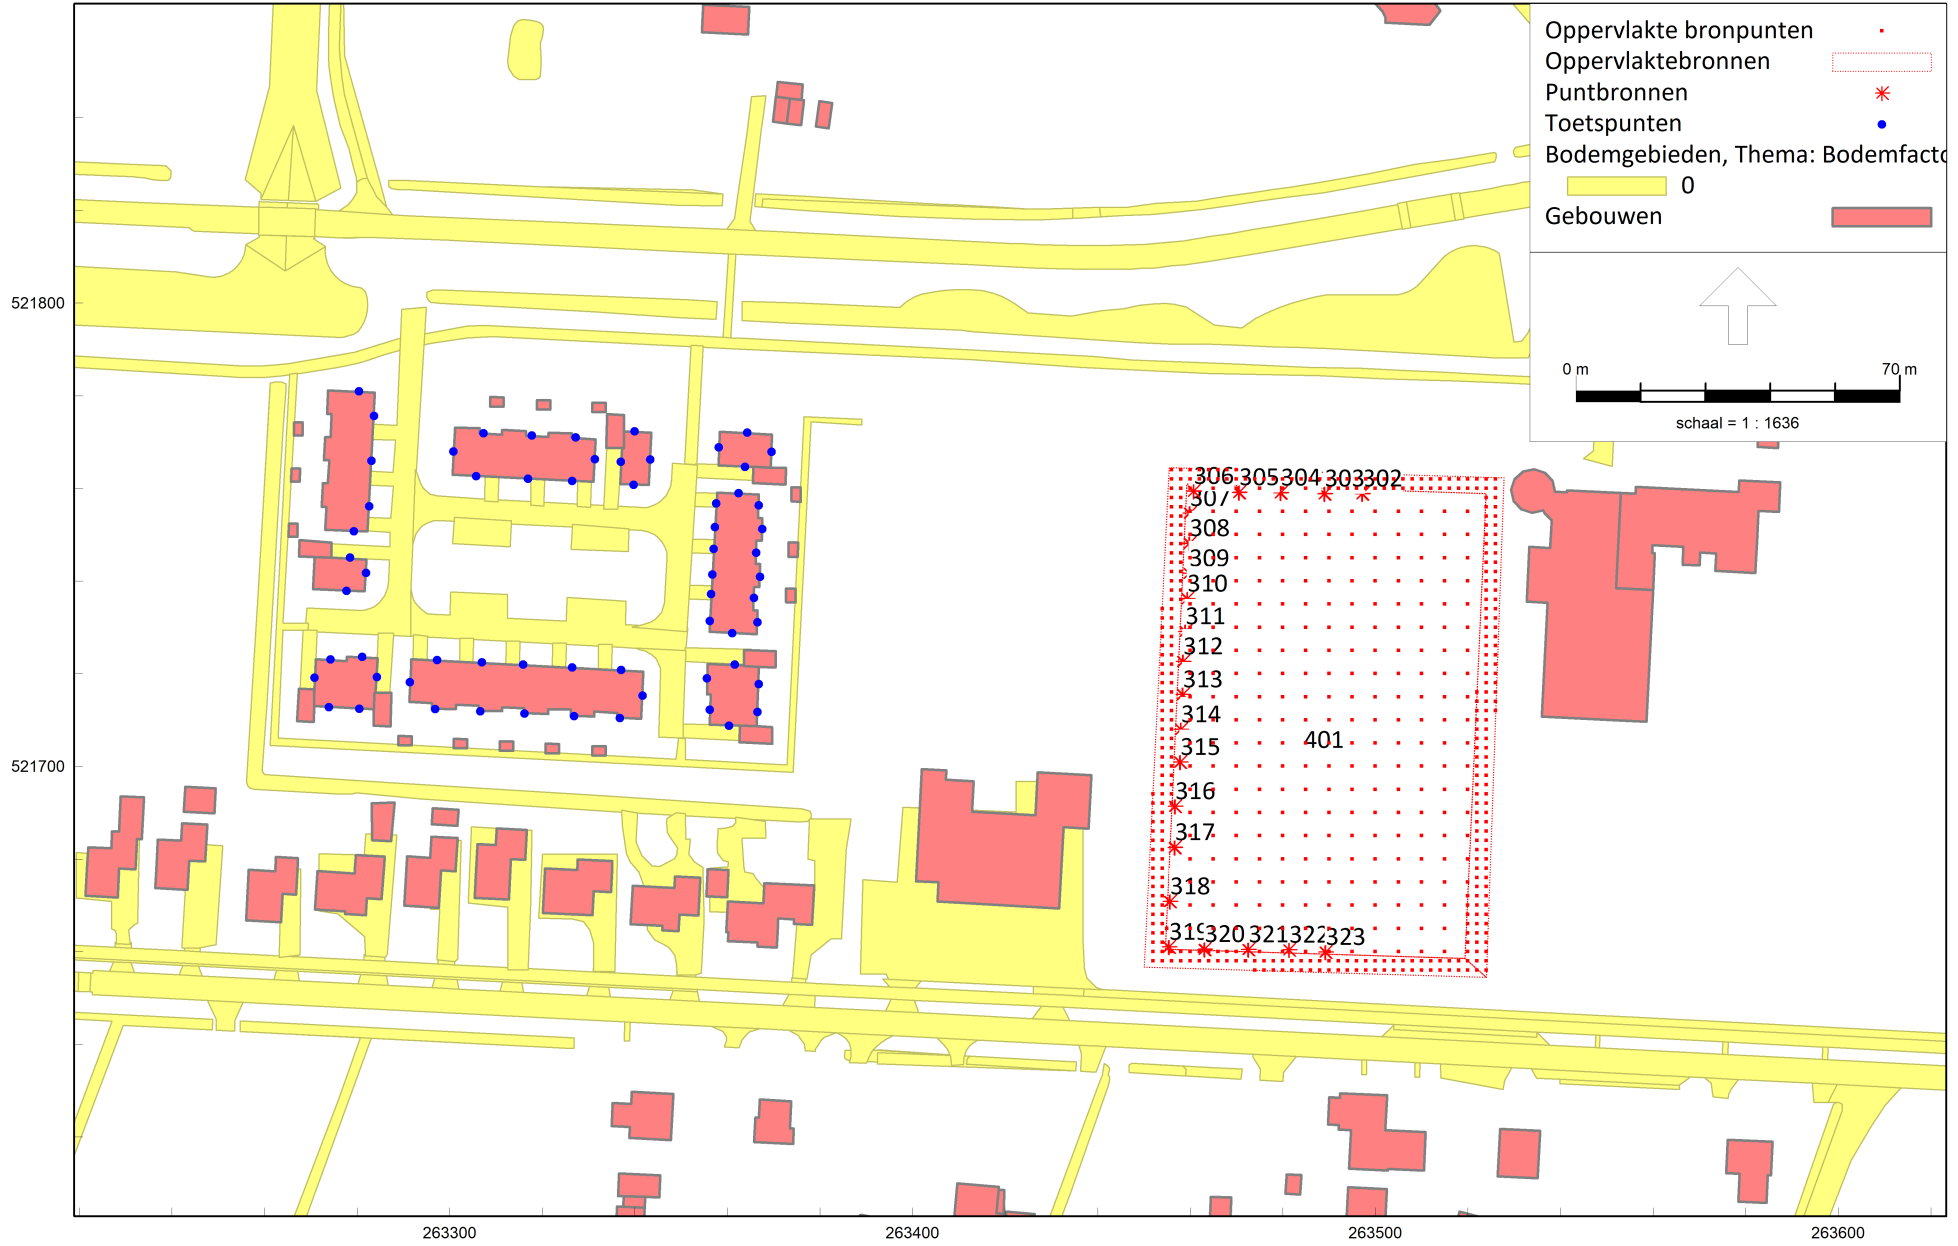 Oppervlakte bronpunten
Oppervlaktebronnen
Puntbronnen
Toetspunten
Bodemgebieden, Thema: Bodemfacto
0
Gebouwen
0 m 70 m
schaal = 1 : 1636
521800
521700
306 305 304 303 302
307
308
309
310
311
312
313
314
401
315
316
317
318
319 320 321 322 323
263300 263400 263500 263600